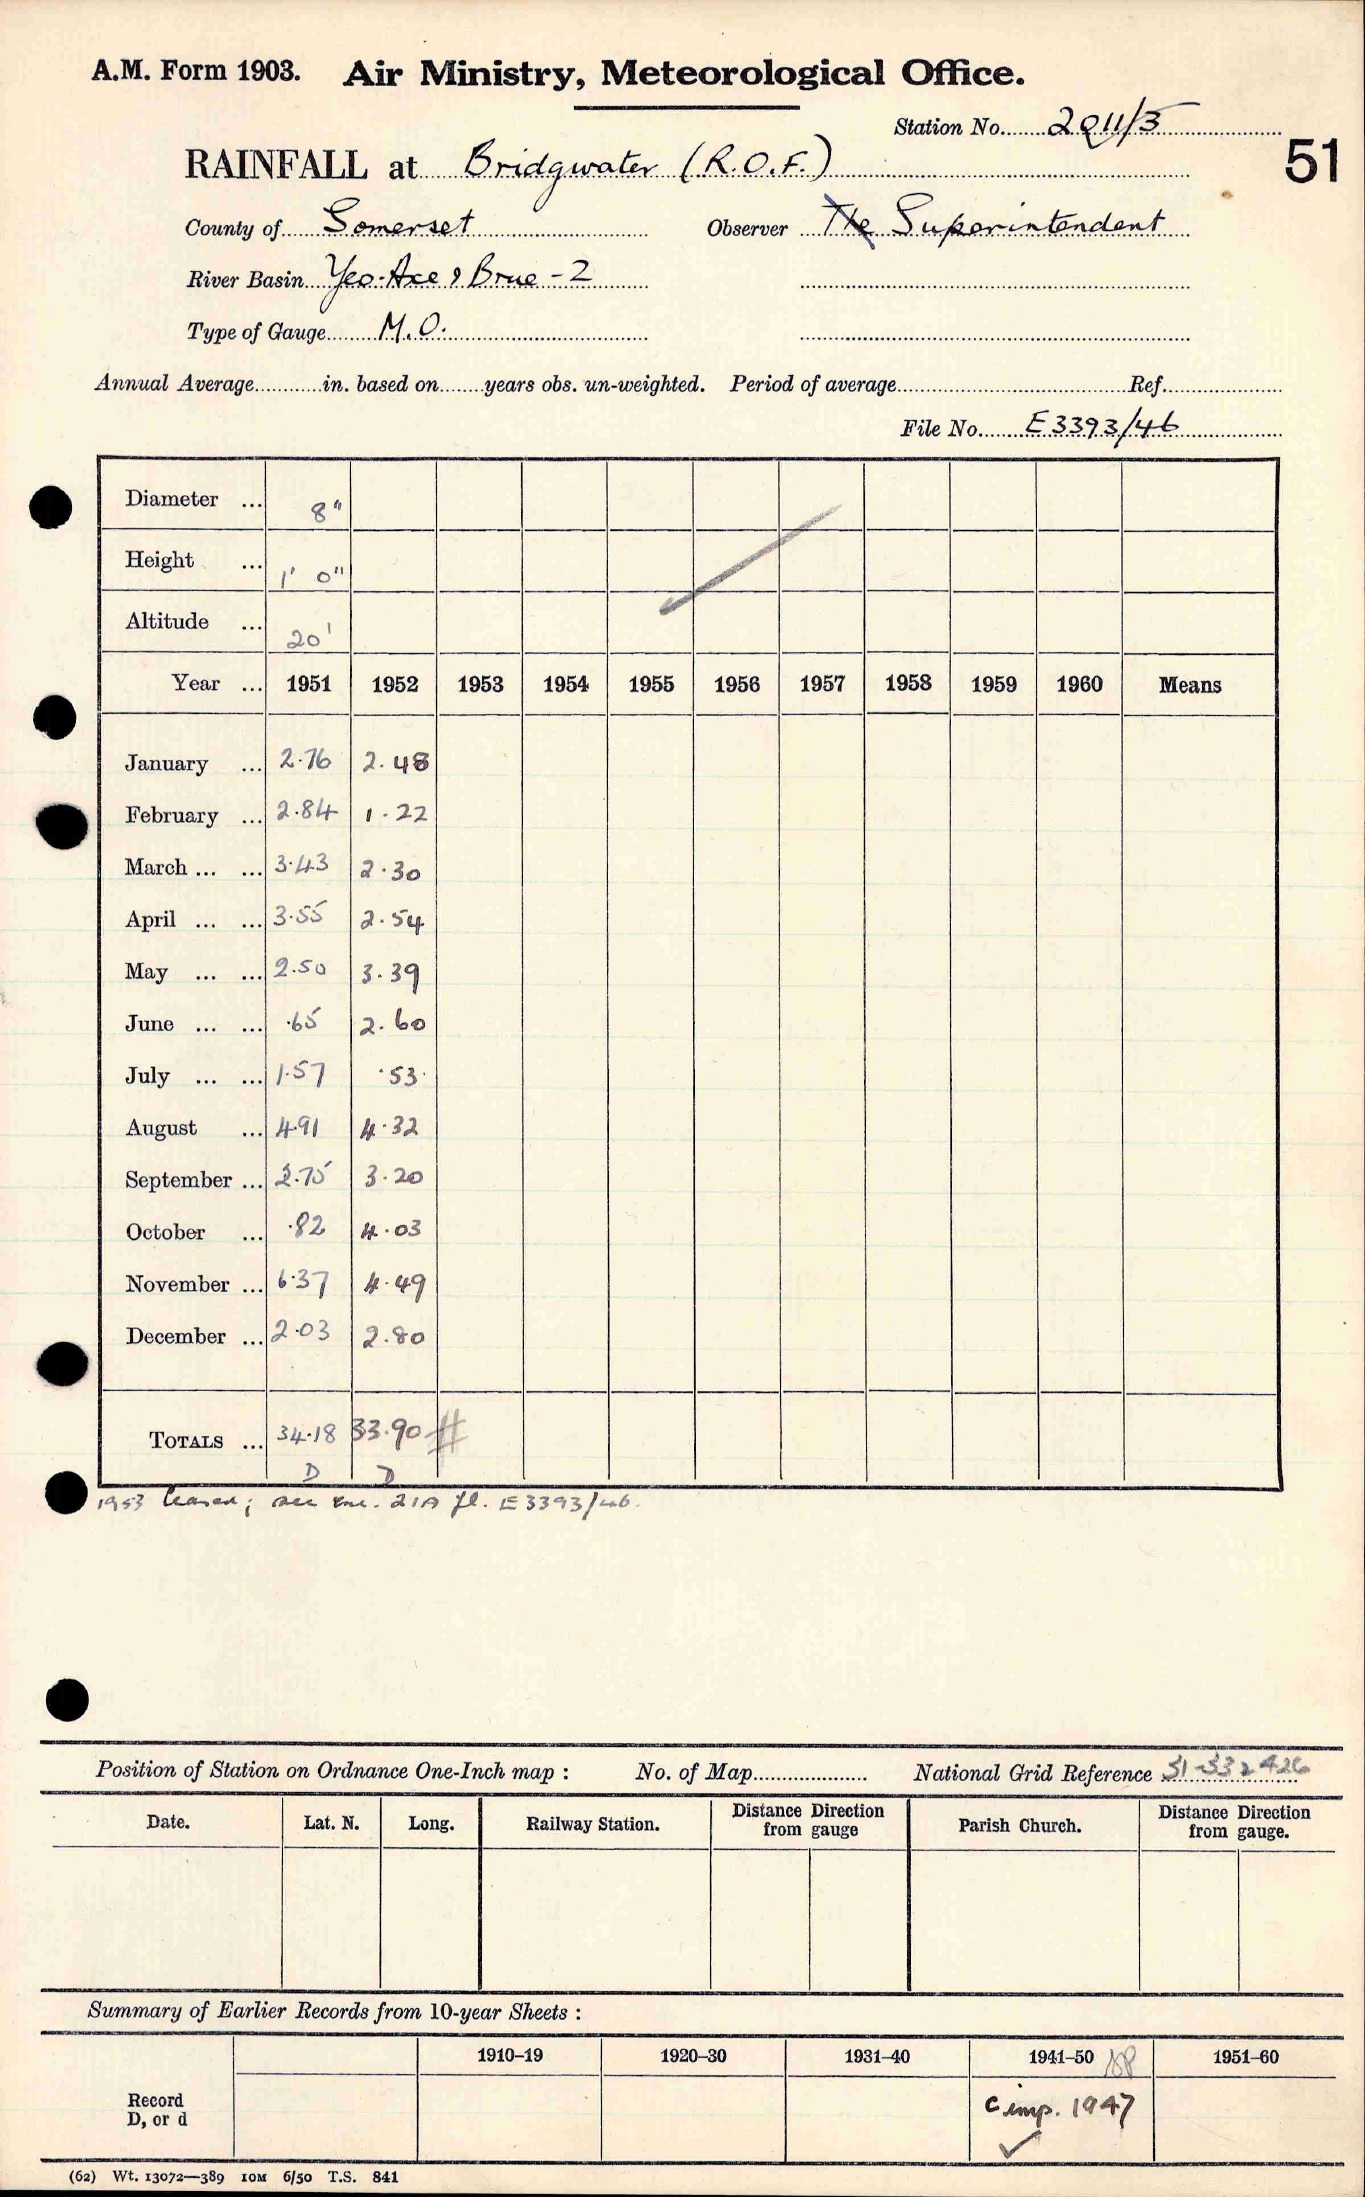 A.M. Form 1903. Air Ministry, Meteorological Office.
Station No. 2911/5
51
RAINFALL at Bridgwater (R.O.F.)
County of Somerset Observer The Superintendent
River Basin Yeo. Axe & Brue - 2
Type of Gauge M.O.
Annual Average in. based on years obs. un-weighted. Period of average Ref.
File No. E3393/46
Diameter ... 8"
Height ... 1' 0"
Altitude ... 20'
Year ... 1951 1952 1953 1954 1955 1956 1957 1958 1959 1960 Means
January ... 2.76 2.48
February ... 2.84 1.22
March ... ... 3.43 2.30
April ... ... 3.55 2.54
May ... ... 2.50 3.39
June ... ... .65 2.60
July ... ... 1.57 .53
August ... 4.91 4.32
September ... 2.75 3.20
October ... .82 4.03
November ... 6.37 4.49
December ... 2.03 2.80
TOTALS ... 34.18 33.90 #
D D
1953 Ceased; see enc. 21A fl. E3393/46.
Position of Station on Ordnance One-Inch map : No. of Map National Grid Reference 31-332426
Date. Lat. N. Long. Railway Station. Distance Direction from gauge Parish Church. Distance Direction from gauge.
Summary of Earlier Records from 10-year Sheets :
1910–19 1920–30 1931–40 1941–50 1951–60
Record
D, or d
C imp. 1947
(62) Wt. 13072—389 10M 6/50 T.S. 841